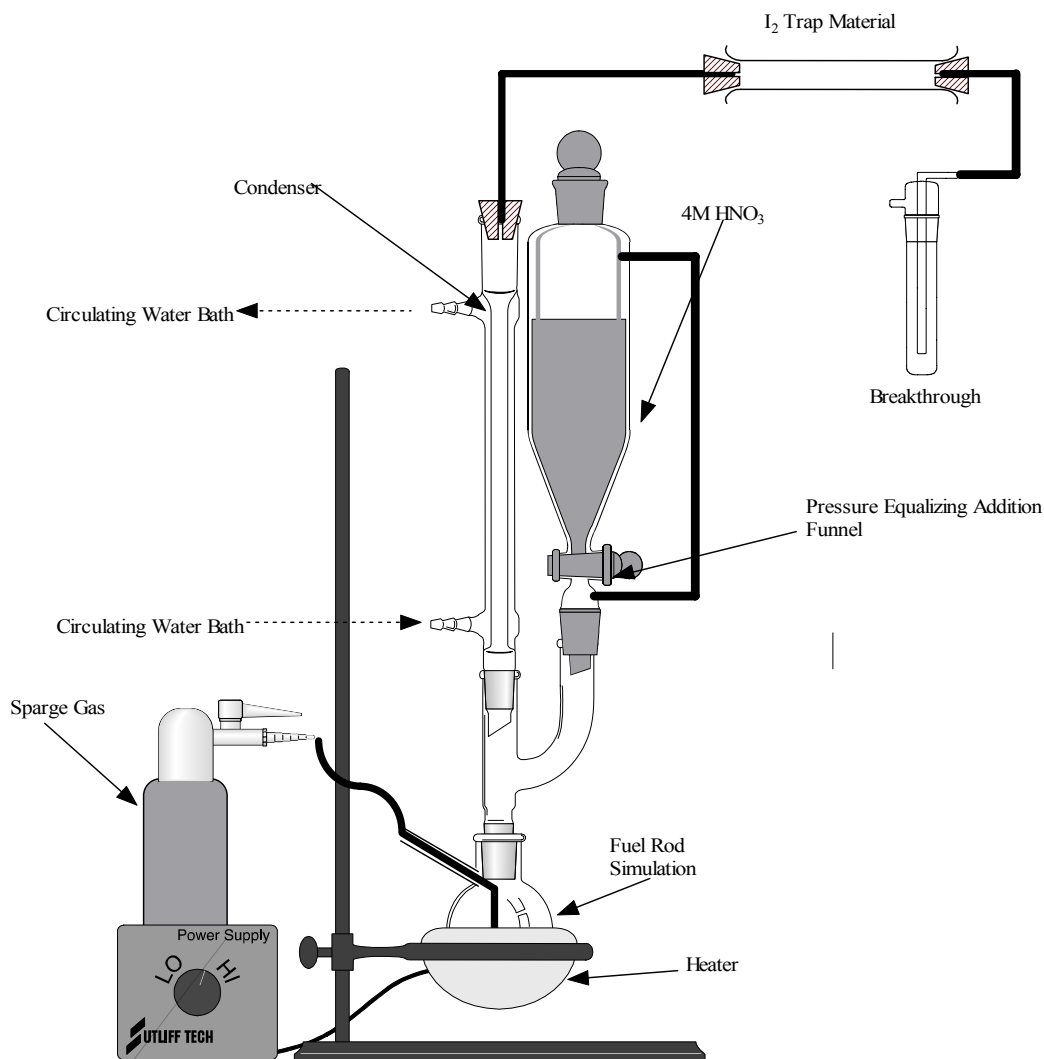 I₂ Trap Material
Condenser
4M HNO₃
Circulating Water Bath
Breakthrough
Pressure Equalizing Addition
Funnel
Circulating Water Bath
Sparge Gas
Fuel Rod
Simulation
Power Supply
LO HI
Heater
SUTLIFF TECH